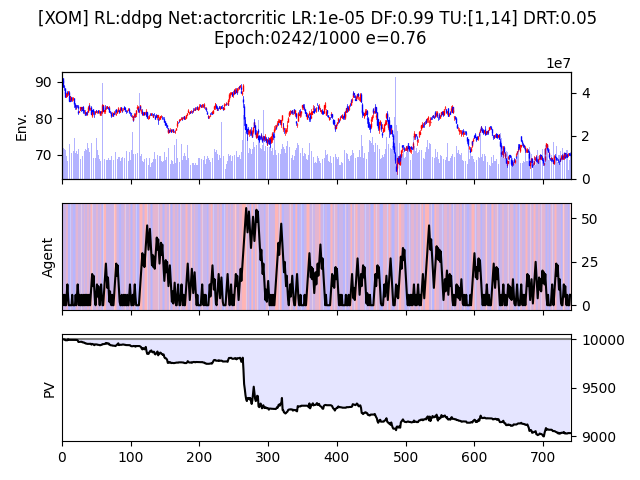 [XOM] RL:ddpg Net:actorcritic LR:1e-05 DF:0.99 TU:[1,14] DRT:0.05
Epoch:0242/1000 e=0.76
1e7
90
80
70
Env.
4
2
0
Agent
50
25
0
PV
10000
9500
9000
0 100 200 300 400 500 600 700